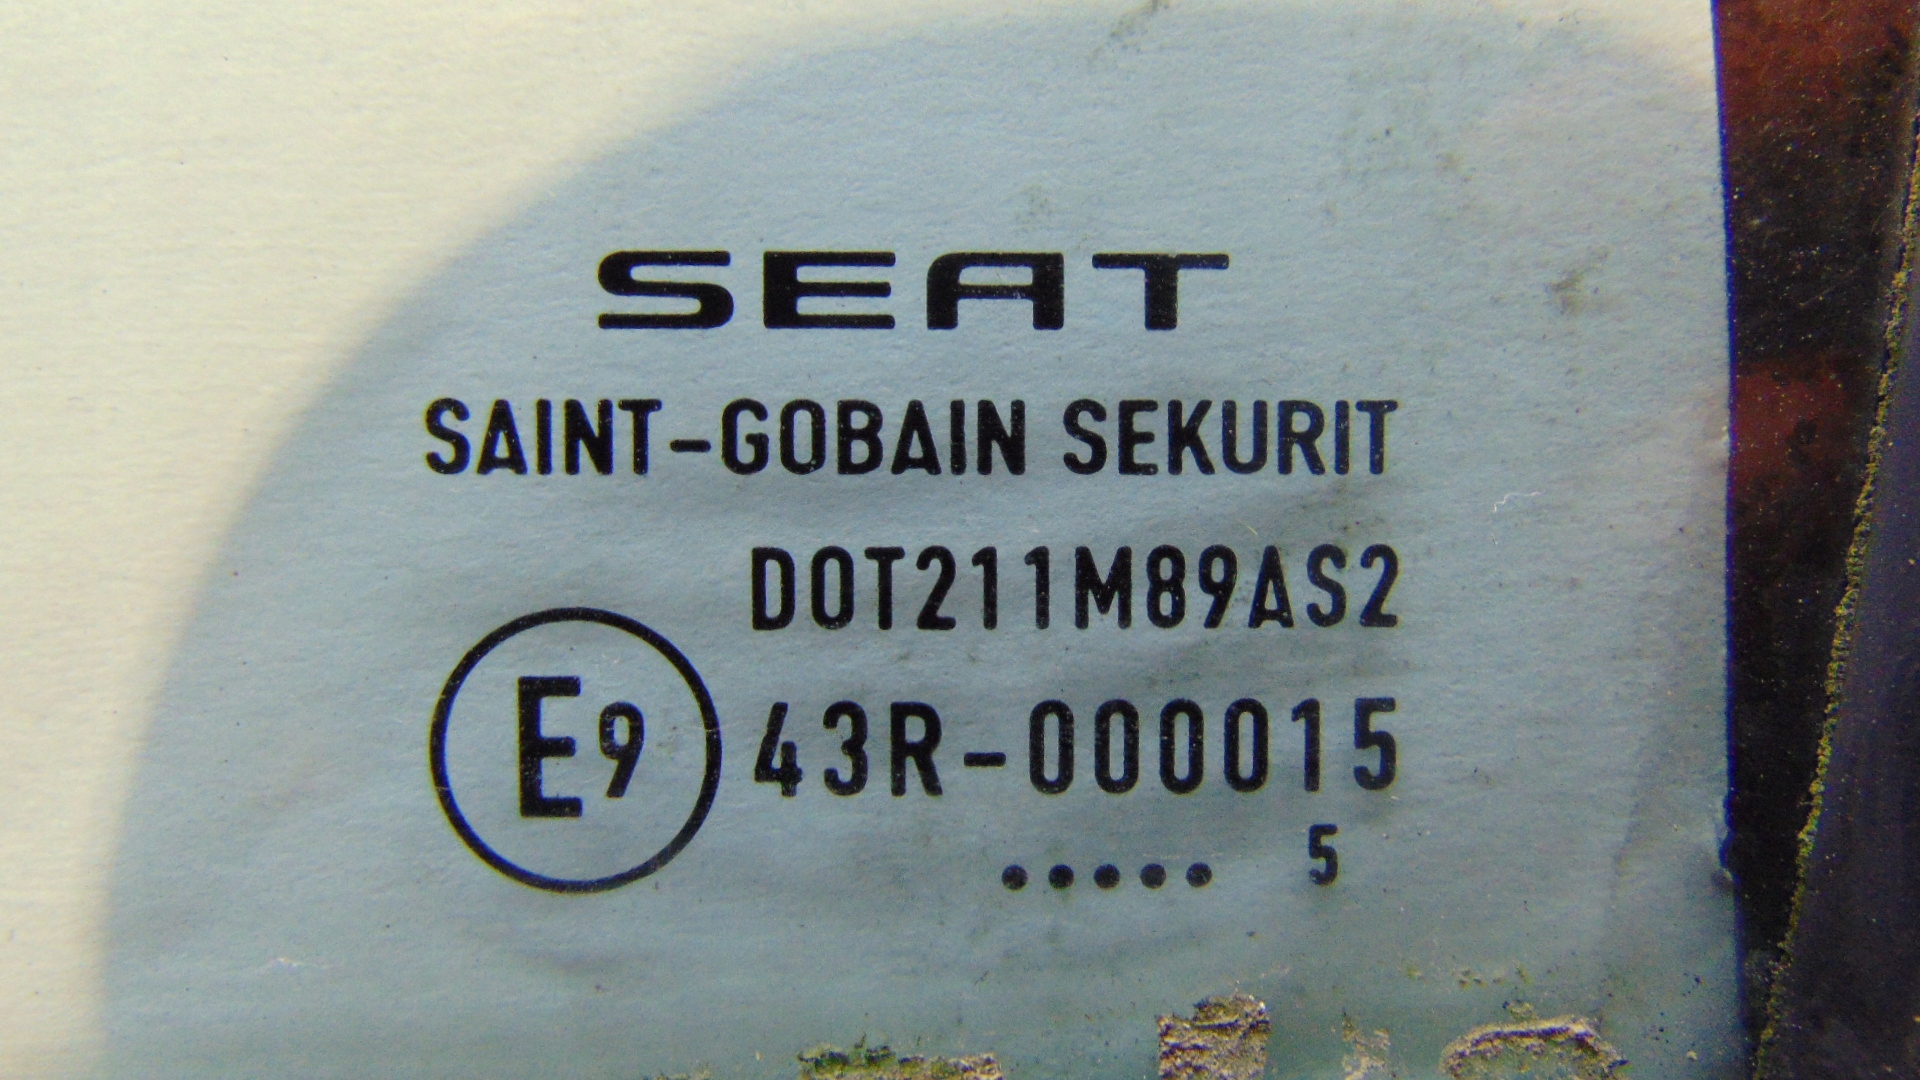 SEAT
SAINT-GOBAIN SEKURIT
DOT211M89AS2
E9 43R-000015
..... 5